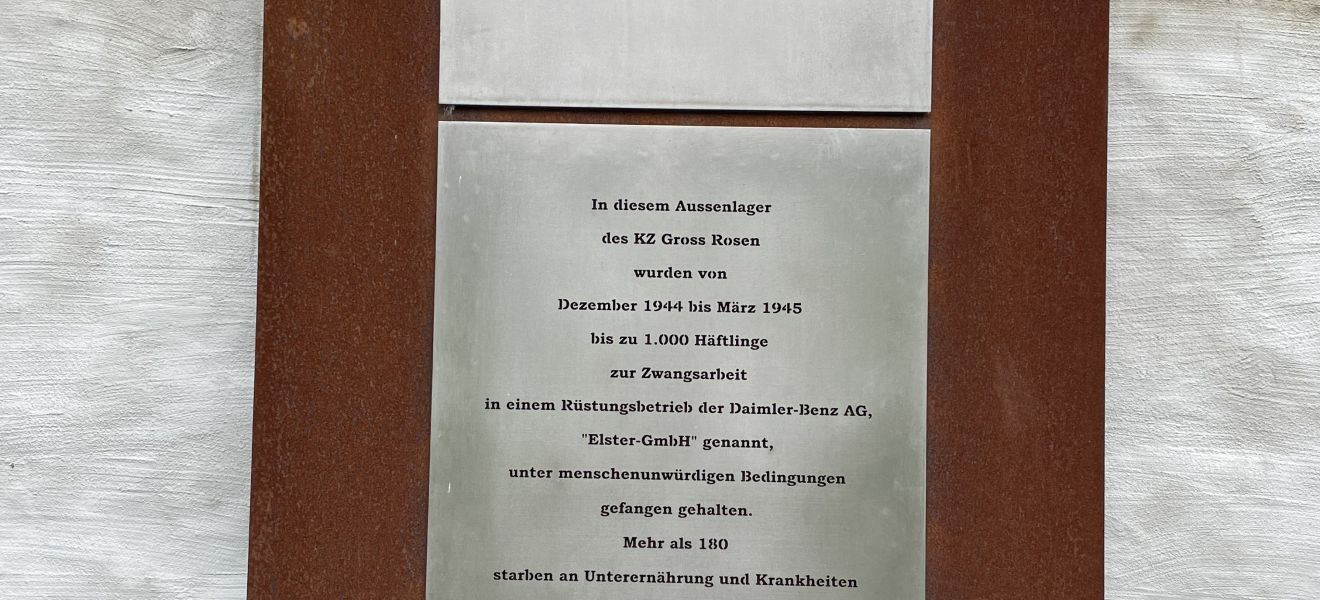 In diesem Aussenlager
des KZ Gross Rosen
wurden von
Dezember 1944 bis März 1945
bis zu 1.000 Häftlinge
zur Zwangsarbeit
in einem Rüstungsbetrieb der Daimler-Benz AG,
"Elster-GmbH" genannt,
unter menschenunwürdigen Bedingungen
gefangen gehalten.
Mehr als 180
starben an Unterernährung und Krankheiten